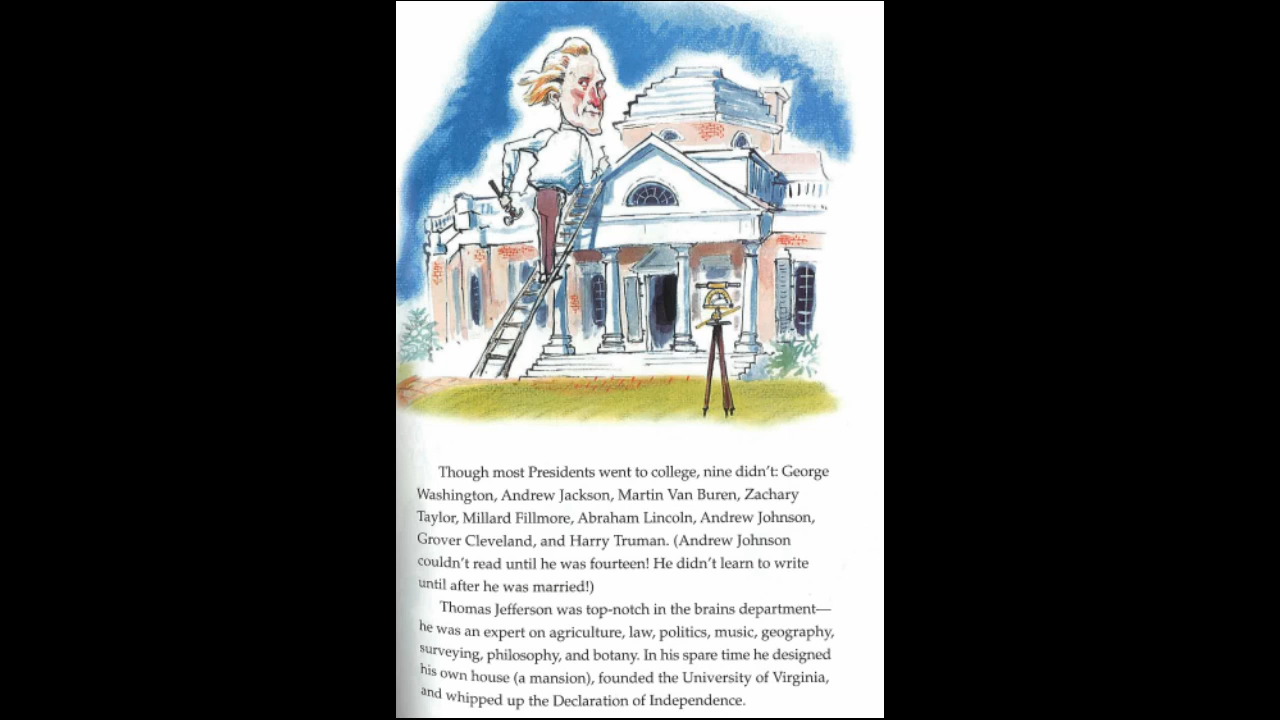 Though most Presidents went to college, nine didn't: George
Washington, Andrew Jackson, Martin Van Buren, Zachary
Taylor, Millard Fillmore, Abraham Lincoln, Andrew Johnson,
Grover Cleveland, and Harry Truman. (Andrew Johnson
couldn't read until he was fourteen! He didn't learn to write
until after he was married!)
Thomas Jefferson was top-notch in the brains department—
he was an expert on agriculture, law, politics, music, geography,
surveying, philosophy, and botany. In his spare time he designed
his own house (a mansion), founded the University of Virginia,
and whipped up the Declaration of Independence.